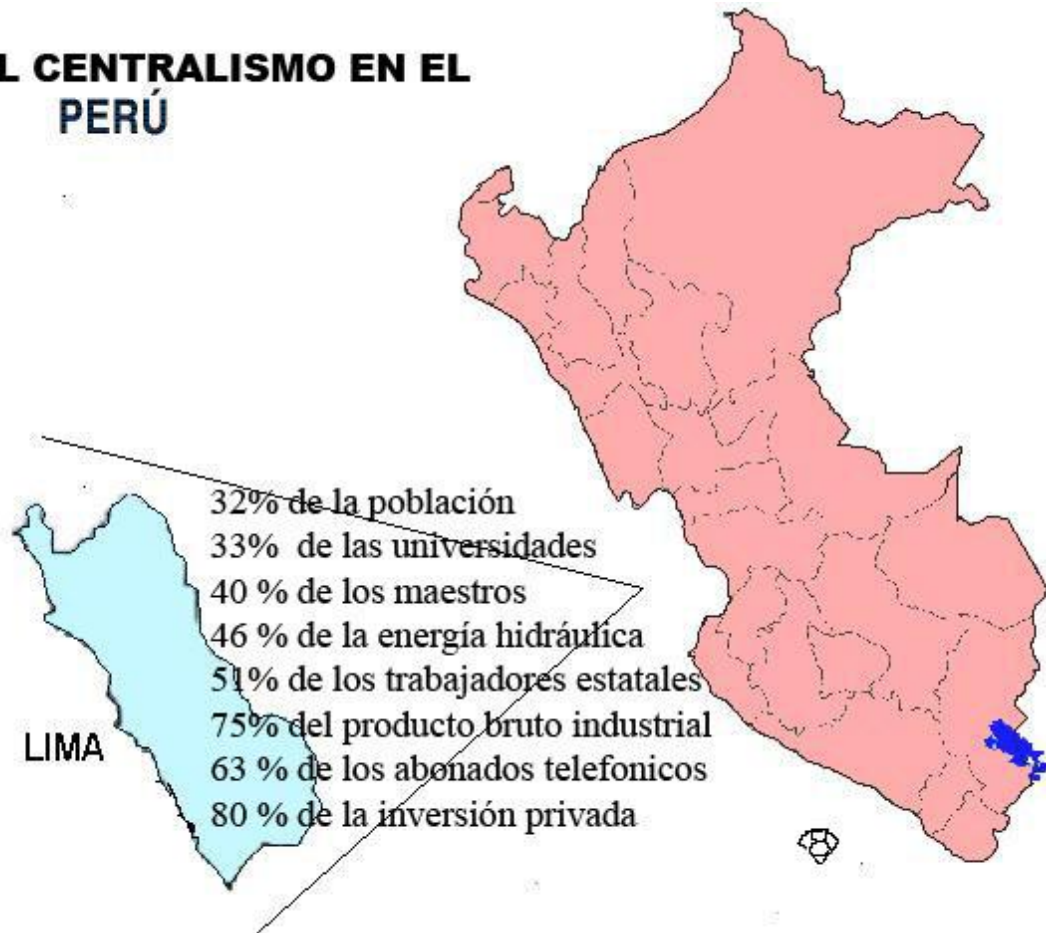 L CENTRALISMO EN EL
PERÚ
32% de la población
33% de las universidades
40 % de los maestros
46 % de la energía hidráulica
51% de los trabajadores estatales
75% del producto bruto industrial
63 % de los abonados telefonicos
80 % de la inversión privada
LIMA